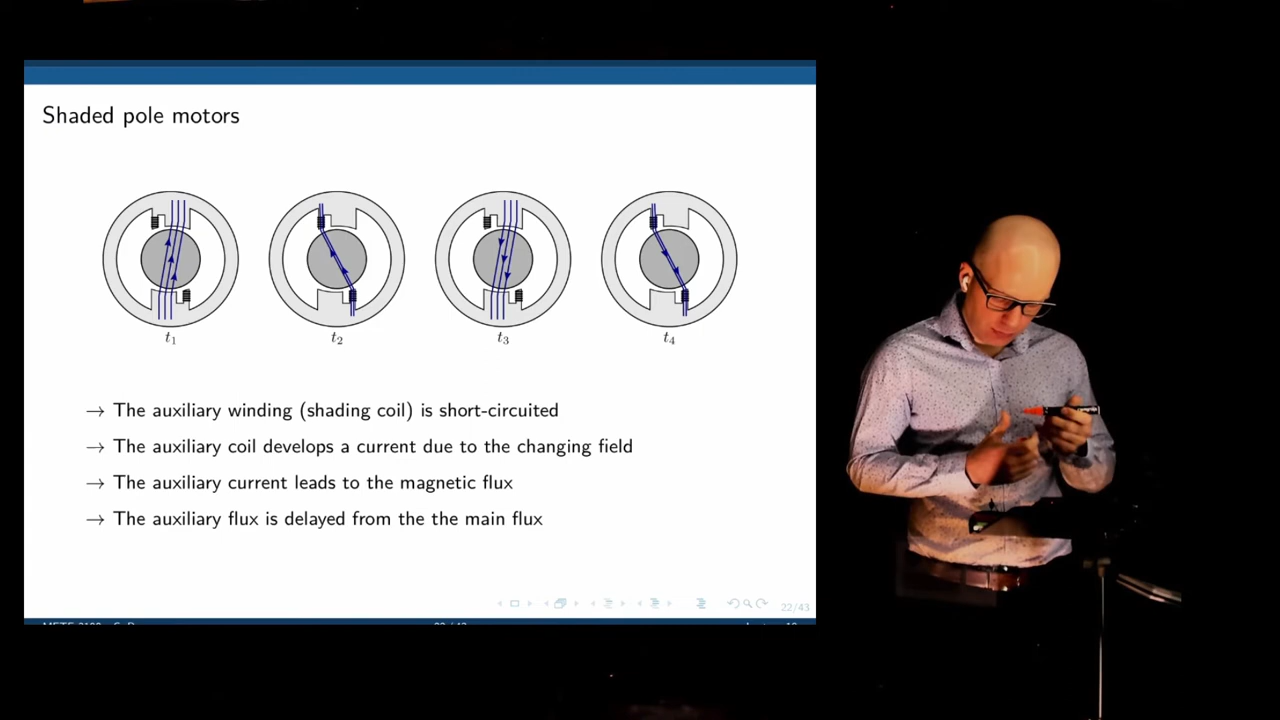 Shaded pole motors
t1 t2 t3 t4
→ The auxiliary winding (shading coil) is short-circuited
→ The auxiliary coil develops a current due to the changing field
→ The auxiliary current leads to the magnetic flux
→ The auxiliary flux is delayed from the the main flux
22/43